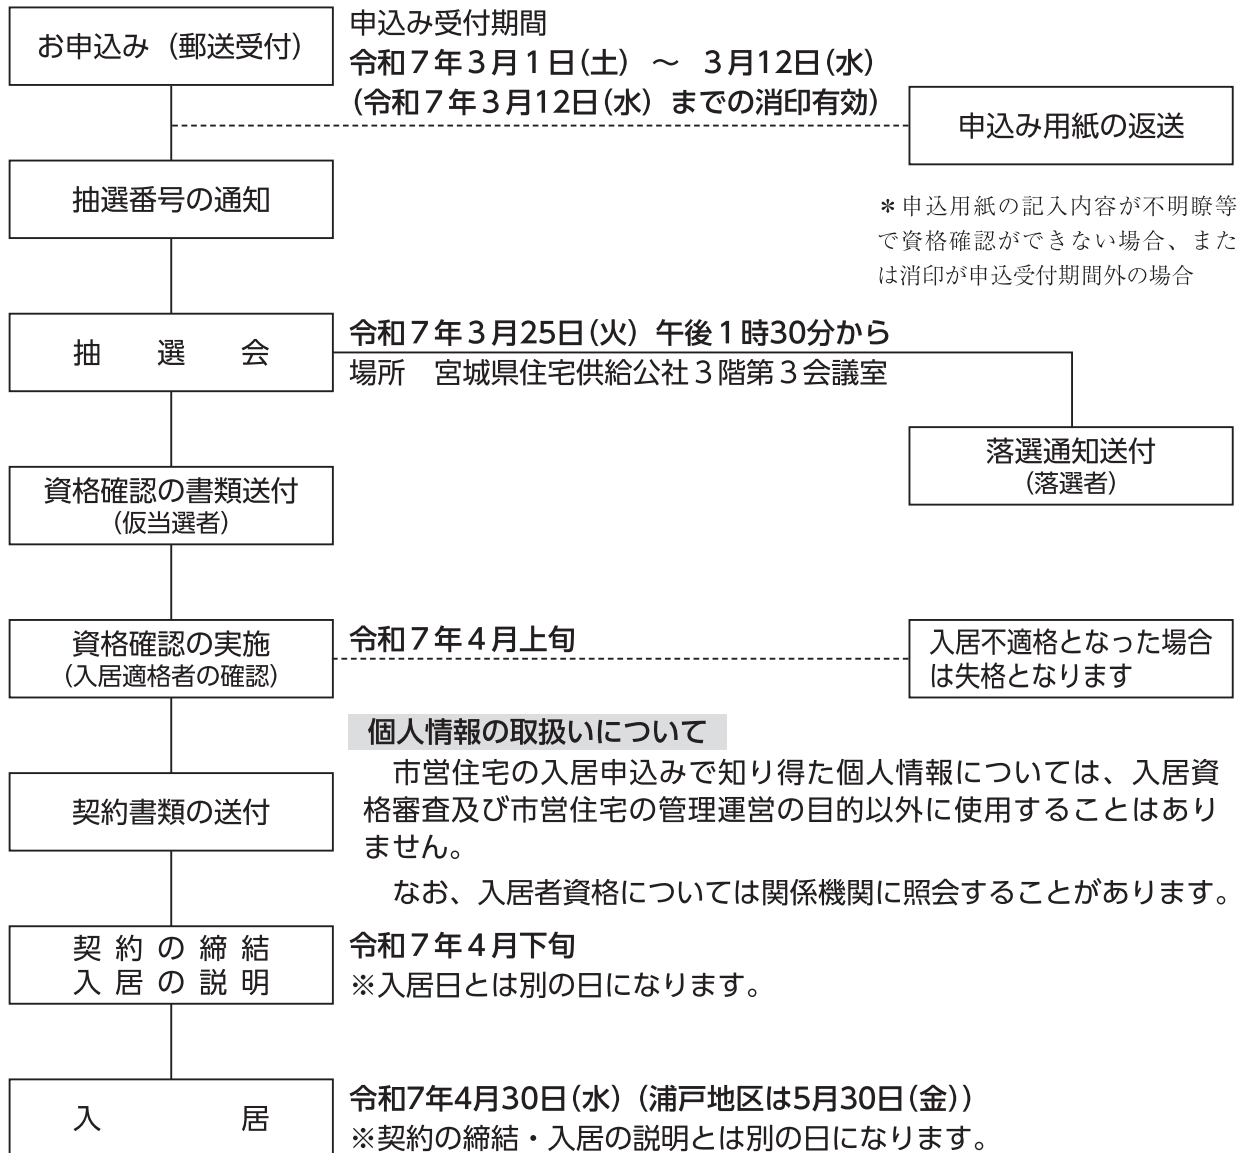 お申込み（郵送受付）
申込み受付期間
令和７年３月１日（土）　～　３月12日（水）
（令和７年３月12日（水）までの消印有効）
申込み用紙の返送
抽選番号の通知
＊申込用紙の記入内容が不明瞭等
で資格確認ができない場合、また
は消印が申込受付期間外の場合
抽　選　会
令和７年３月25日（火）午後１時30分から
場所　宮城県住宅供給公社３階第３会議室
落選通知送付
（落選者）
資格確認の書類送付
（仮当選者）
資格確認の実施
（入居適格者の確認）
令和７年４月上旬
入居不適格となった場合
は失格となります
個人情報の取扱いについて
市営住宅の入居申込みで知り得た個人情報については、入居資
格審査及び市営住宅の管理運営の目的以外に使用することはあり
ません。
なお、入居者資格については関係機関に照会することがあります。
契約書類の送付
契約の締結
入居の説明
令和７年４月下旬
※入居日とは別の日になります。
入　居
令和7年4月30日（水）（浦戸地区は5月30日（金））
※契約の締結・入居の説明とは別の日になります。